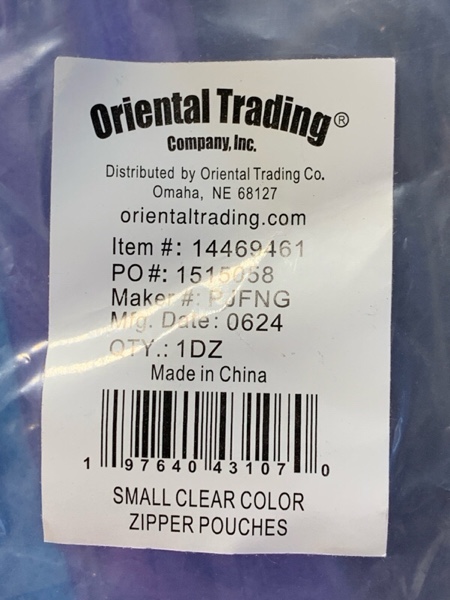 Oriental Trading®
Company, Inc.
Distributed by Oriental Trading Co.
Omaha, NE 68127
orientaltrading.com
Item #: 14469461
PO #: 1515058
Maker #: PJFNG
Mfg. Date: 0624
QTY.: 1DZ
Made in China
1 97640 43107 0
SMALL CLEAR COLOR
ZIPPER POUCHES